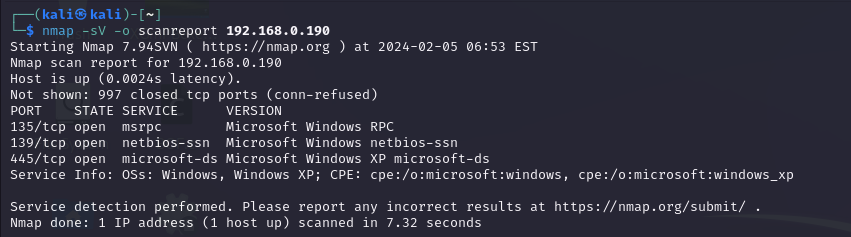 ┌──(kali㉿kali)-[~]
└─$ nmap -sV -o scanreport 192.168.0.190
Starting Nmap 7.94SVN ( https://nmap.org ) at 2024-02-05 06:53 EST
Nmap scan report for 192.168.0.190
Host is up (0.0024s latency).
Not shown: 997 closed tcp ports (conn-refused)
PORT    STATE SERVICE      VERSION
135/tcp open  msrpc        Microsoft Windows RPC
139/tcp open  netbios-ssn  Microsoft Windows netbios-ssn
445/tcp open  microsoft-ds Microsoft Windows XP microsoft-ds
Service Info: OSs: Windows, Windows XP; CPE: cpe:/o:microsoft:windows, cpe:/o:microsoft:windows_xp

Service detection performed. Please report any incorrect results at https://nmap.org/submit/ .
Nmap done: 1 IP address (1 host up) scanned in 7.32 seconds